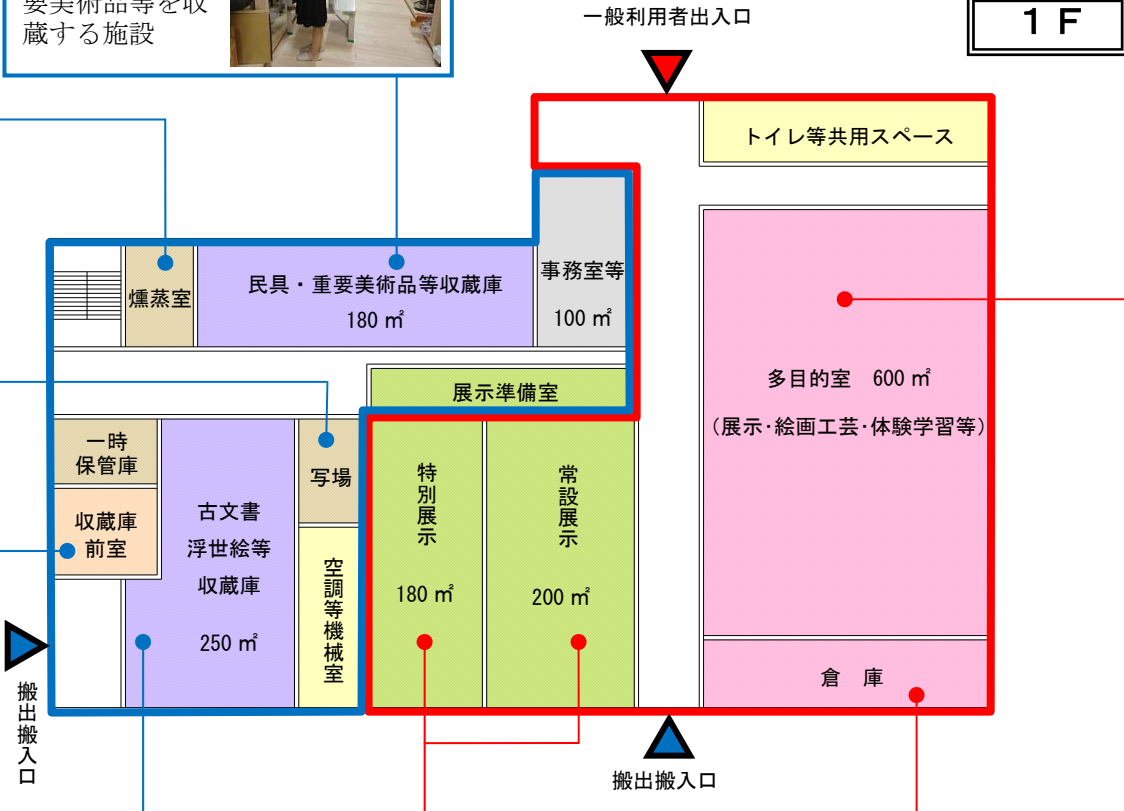 要美術品等を収
蔵する施設
一般利用者出入口
１Ｆ
トイレ等共用スペース
燻蒸室
民具・重要美術品等収蔵庫
180 ㎡
事務室等
100 ㎡
展示準備室
多目的室　600 ㎡
（展示･絵画工芸･体験学習等）
一時
保管庫
収蔵庫
前室
古文書
浮世絵等
収蔵庫
250 ㎡
写場
空調等機械室
特別展示
180 ㎡
常設展示
200 ㎡
倉　庫
搬出搬入口
搬出搬入口